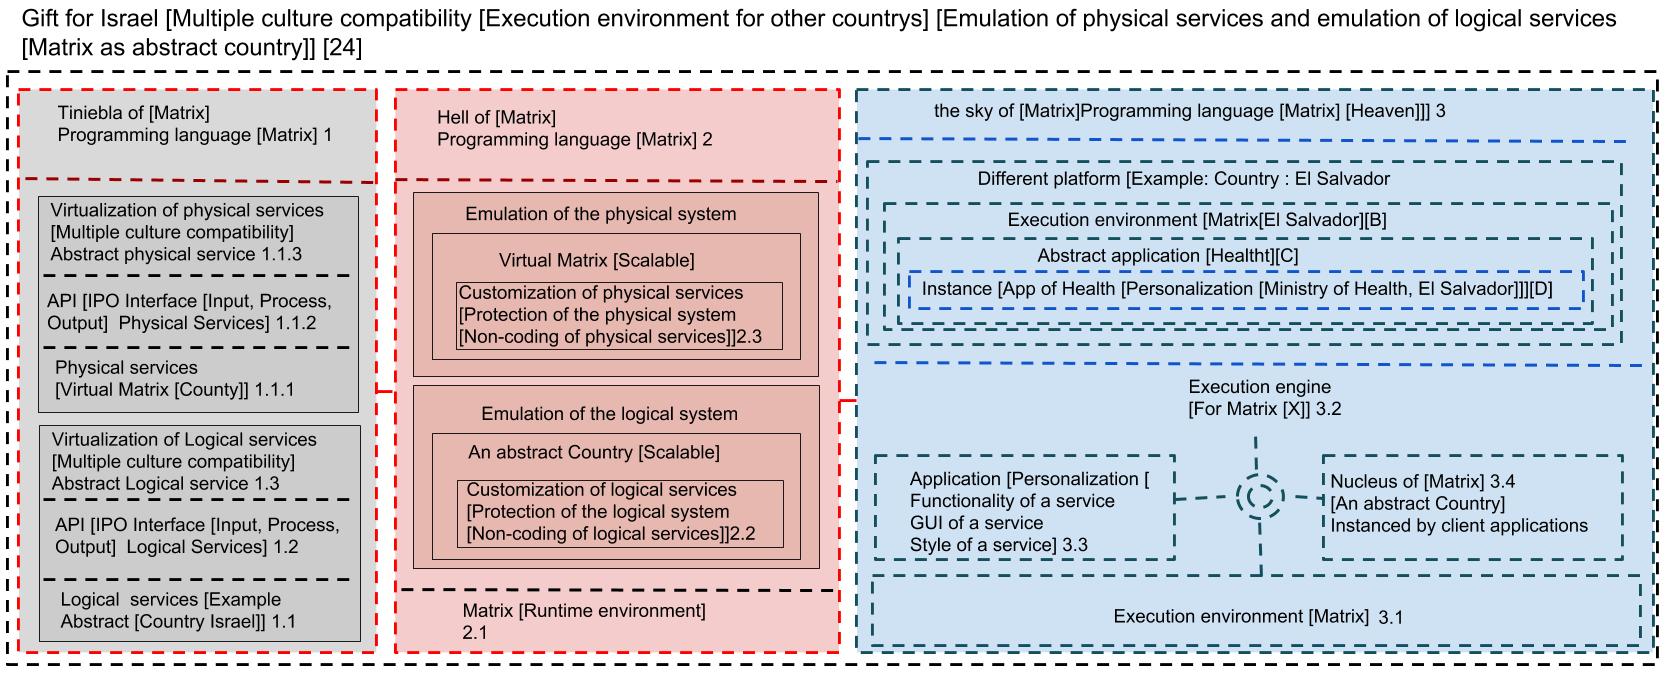 Gift for Israel [Multiple culture compatibility [Execution environment for other countrys] [Emulation of physical services and emulation of logical services
[Matrix as abstract country]] [24]
Tiniebla of [Matrix]
Programming language [Matrix] 1
Virtualization of physical services
[Multiple culture compatibility]
Abstract physical service 1.1.3
API [IPO Interface [Input, Process,
Output]  Physical Services] 1.1.2
Physical services
[Virtual Matrix [County]] 1.1.1
Virtualization of Logical services
[Multiple culture compatibility]
Abstract Logical service 1.3
API [IPO Interface [Input, Process,
Output]  Logical Services] 1.2
Logical  services [Example
Abstract [Country Israel]] 1.1
Hell of [Matrix]
Programming language [Matrix] 2
Emulation of the physical system
Virtual Matrix [Scalable]
Customization of physical services
[Protection of the physical system
[Non-coding of physical services]]2.3
Emulation of the logical system
An abstract Country [Scalable]
Customization of logical services
[Protection of the logical system
[Non-coding of logical services]]2.2
Matrix [Runtime environment]
2.1
the sky of [Matrix]Programming language [Matrix] [Heaven]]] 3
Different platform [Example: Country : El Salvador
Execution environment [Matrix[El Salvador][B]
Abstract application [Healtht][C]
Instance [App of Health [Personalization [Ministry of Health, El Salvador]]][D]
Execution engine
[For Matrix [X]] 3.2
Application [Personalization [
Functionality of a service
GUI of a service
Style of a service] 3.3
Nucleus of [Matrix] 3.4
[An abstract Country]
Instanced by client applications
Execution environment [Matrix]  3.1